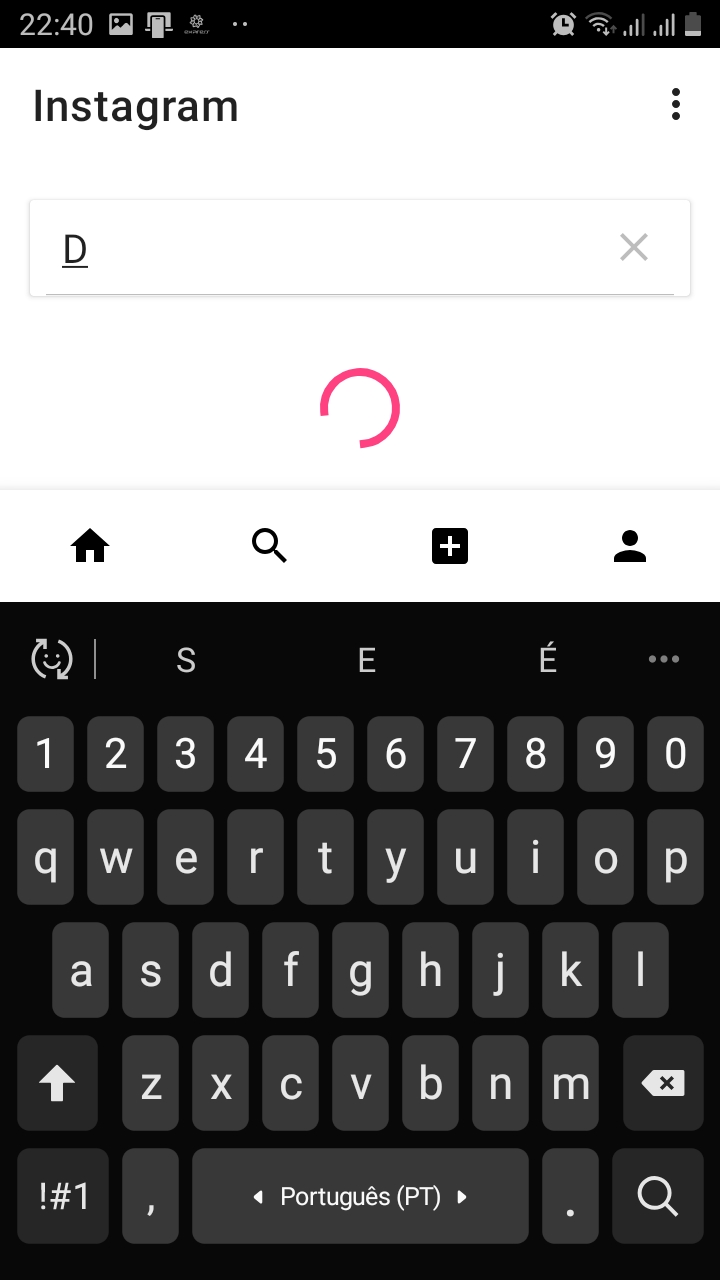 22:40
Instagram
D
S E É
1 2 3 4 5 6 7 8 9 0
q w e r t y u i o p
a s d f g h j k l
z x c v b n m
!#1 , Português (PT) .